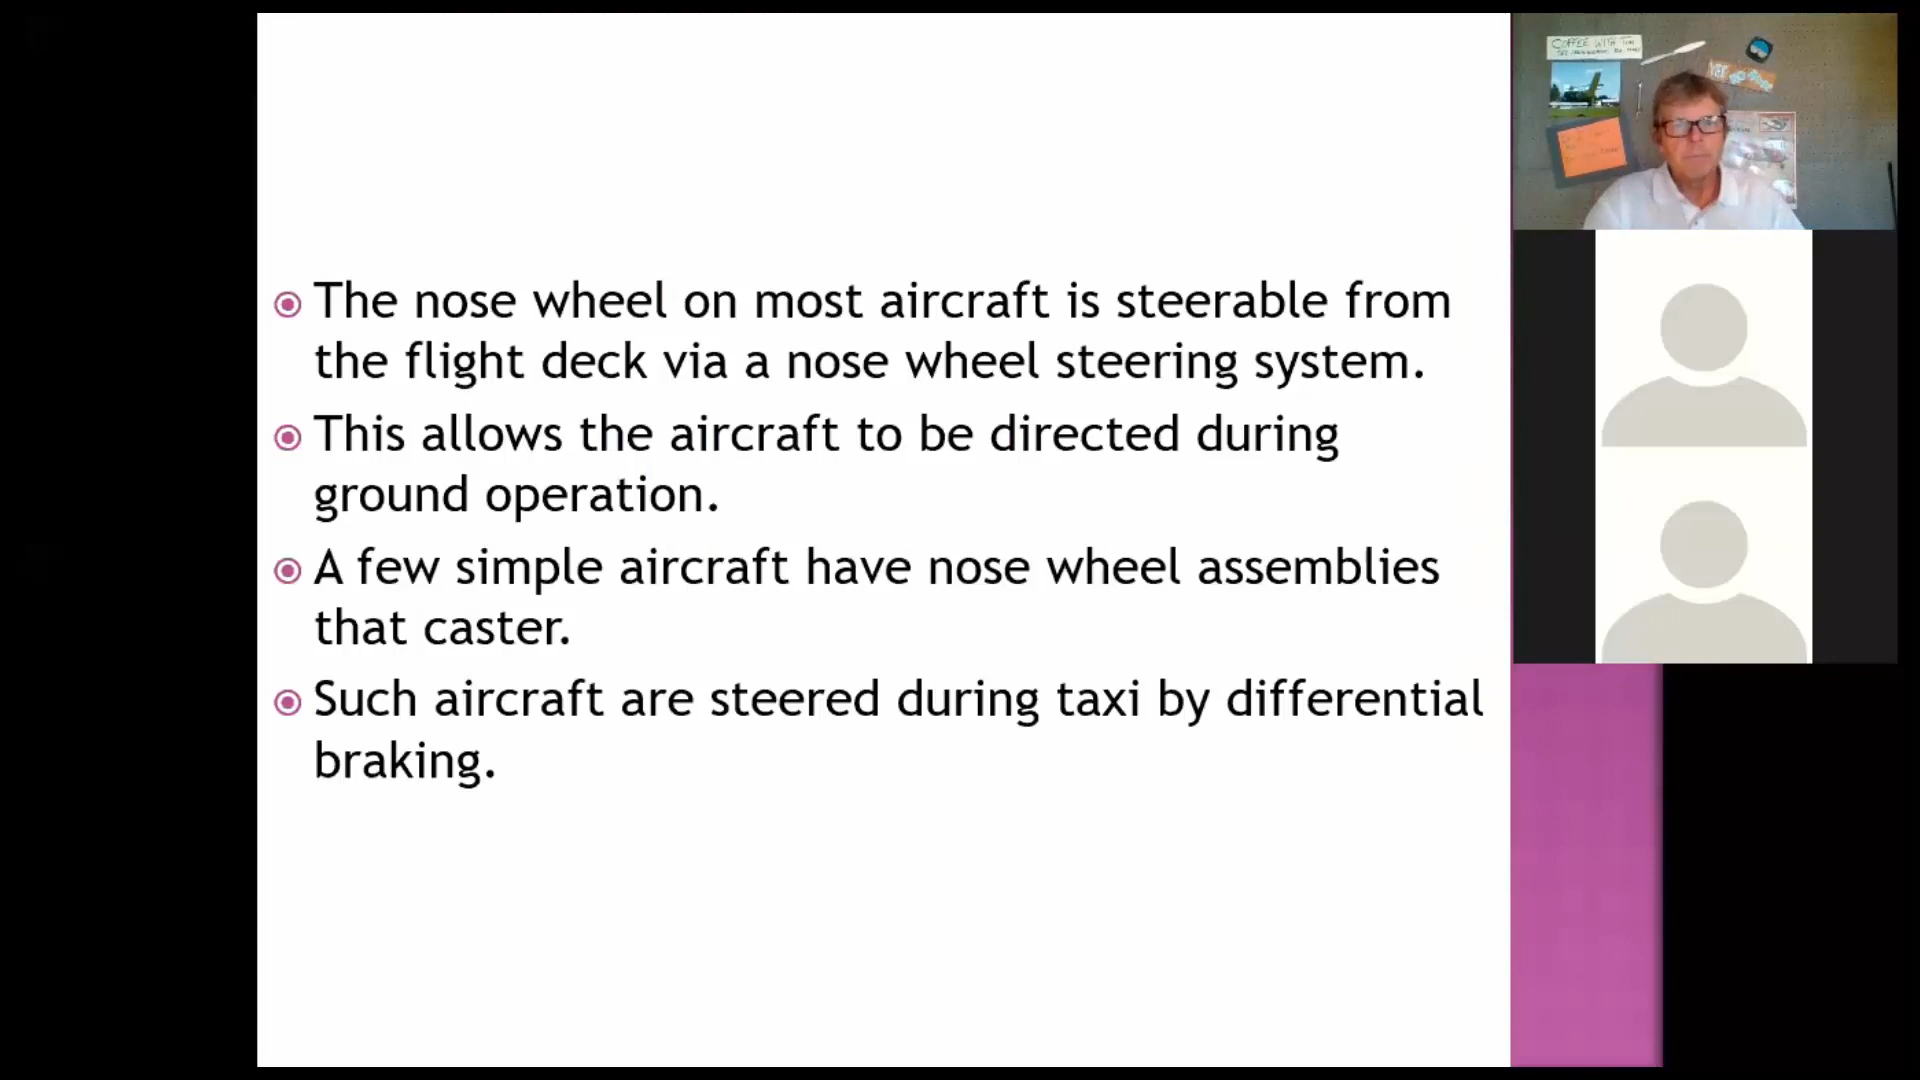 The nose wheel on most aircraft is steerable from
the flight deck via a nose wheel steering system.
This allows the aircraft to be directed during
ground operation.
A few simple aircraft have nose wheel assemblies
that caster.
Such aircraft are steered during taxi by differential
braking.
COFFEE WITH